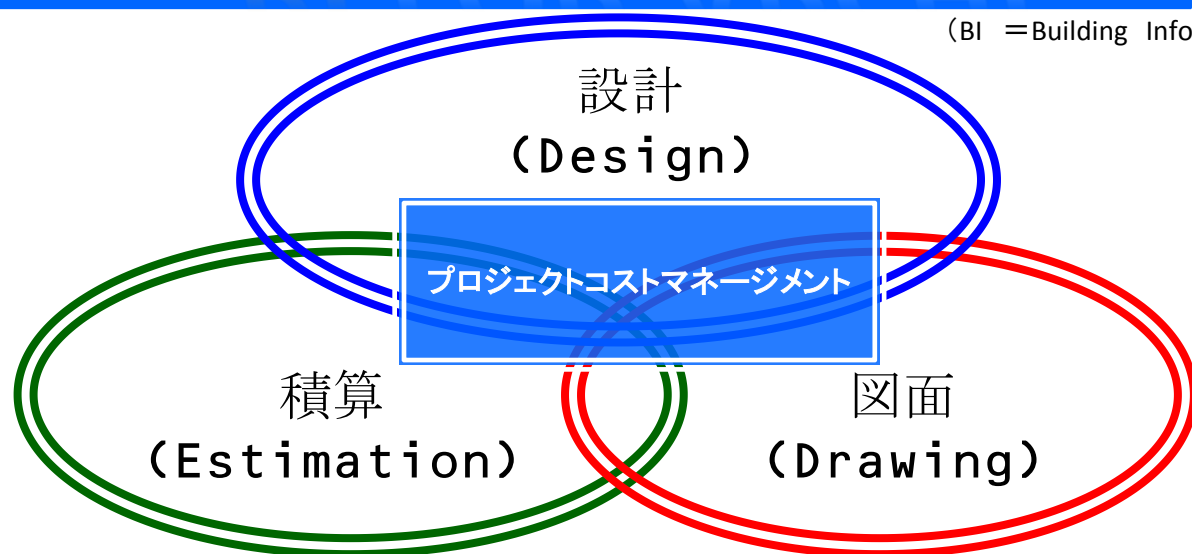 （BI ＝Building Info
設計
(Design)
プロジェクトコストマネージメント
積算
(Estimation)
図面
(Drawing)